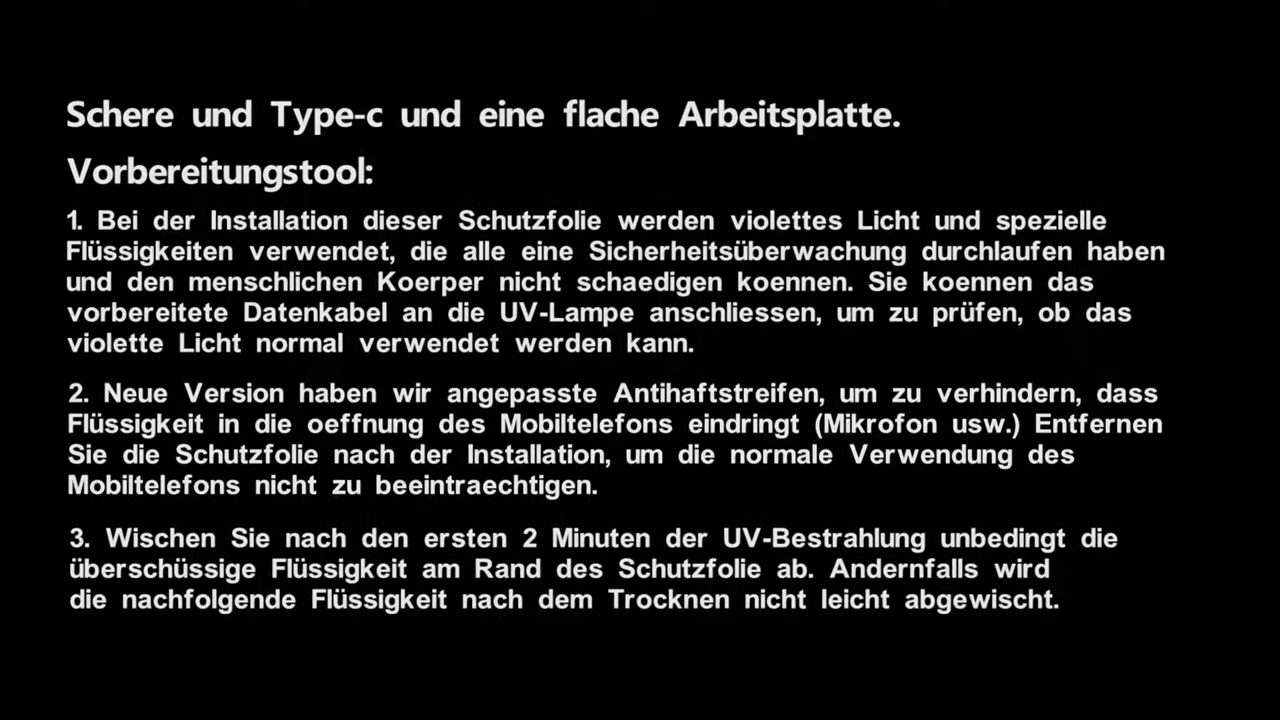 Schere und Type-c und eine flache Arbeitsplatte.
Vorbereitungstool:
1. Bei der Installation dieser Schutzfolie werden violettes Licht und spezielle
Flüssigkeiten verwendet, die alle eine Sicherheitsüberwachung durchlaufen haben
und den menschlichen Koerper nicht schaedigen koennen. Sie koennen das
vorbereitete Datenkabel an die UV-Lampe anschliessen, um zu prüfen, ob das
violette Licht normal verwendet werden kann.
2. Neue Version haben wir angepasste Antihaftstreifen, um zu verhindern, dass
Flüssigkeit in die oeffnung des Mobiltelefons eindringt (Mikrofon usw.) Entfernen
Sie die Schutzfolie nach der Installation, um die normale Verwendung des
Mobiltelefons nicht zu beeintraechtigen.
3. Wischen Sie nach den ersten 2 Minuten der UV-Bestrahlung unbedingt die
überschüssige Flüssigkeit am Rand des Schutzfolie ab. Andernfalls wird
die nachfolgende Flüssigkeit nach dem Trocknen nicht leicht abgewischt.